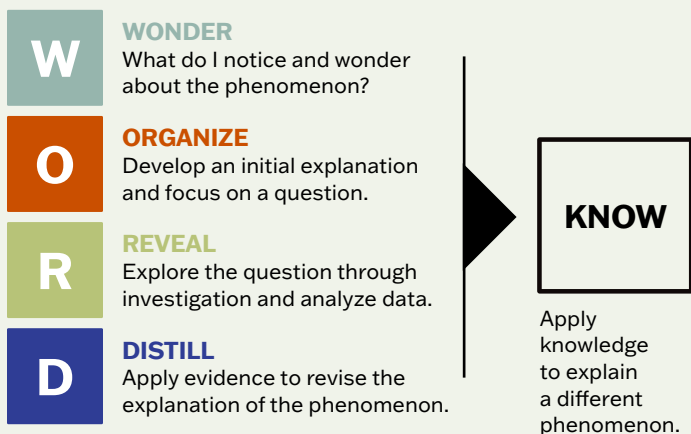 W
WONDER
What do I notice and wonder
about the phenomenon?
O
ORGANIZE
Develop an initial explanation
and focus on a question.
R
REVEAL
Explore the question through
investigation and analyze data.
D
DISTILL
Apply evidence to revise the
explanation of the phenomenon.
KNOW
Apply
knowledge
to explain
a different
phenomenon.